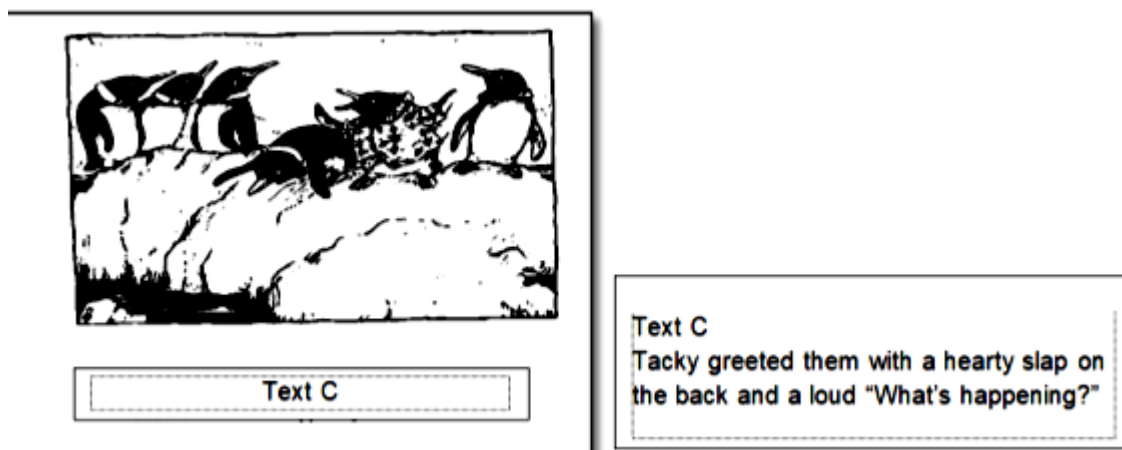 Text C
Text C
Tacky greeted them with a hearty slap on
the back and a loud “What’s happening?”